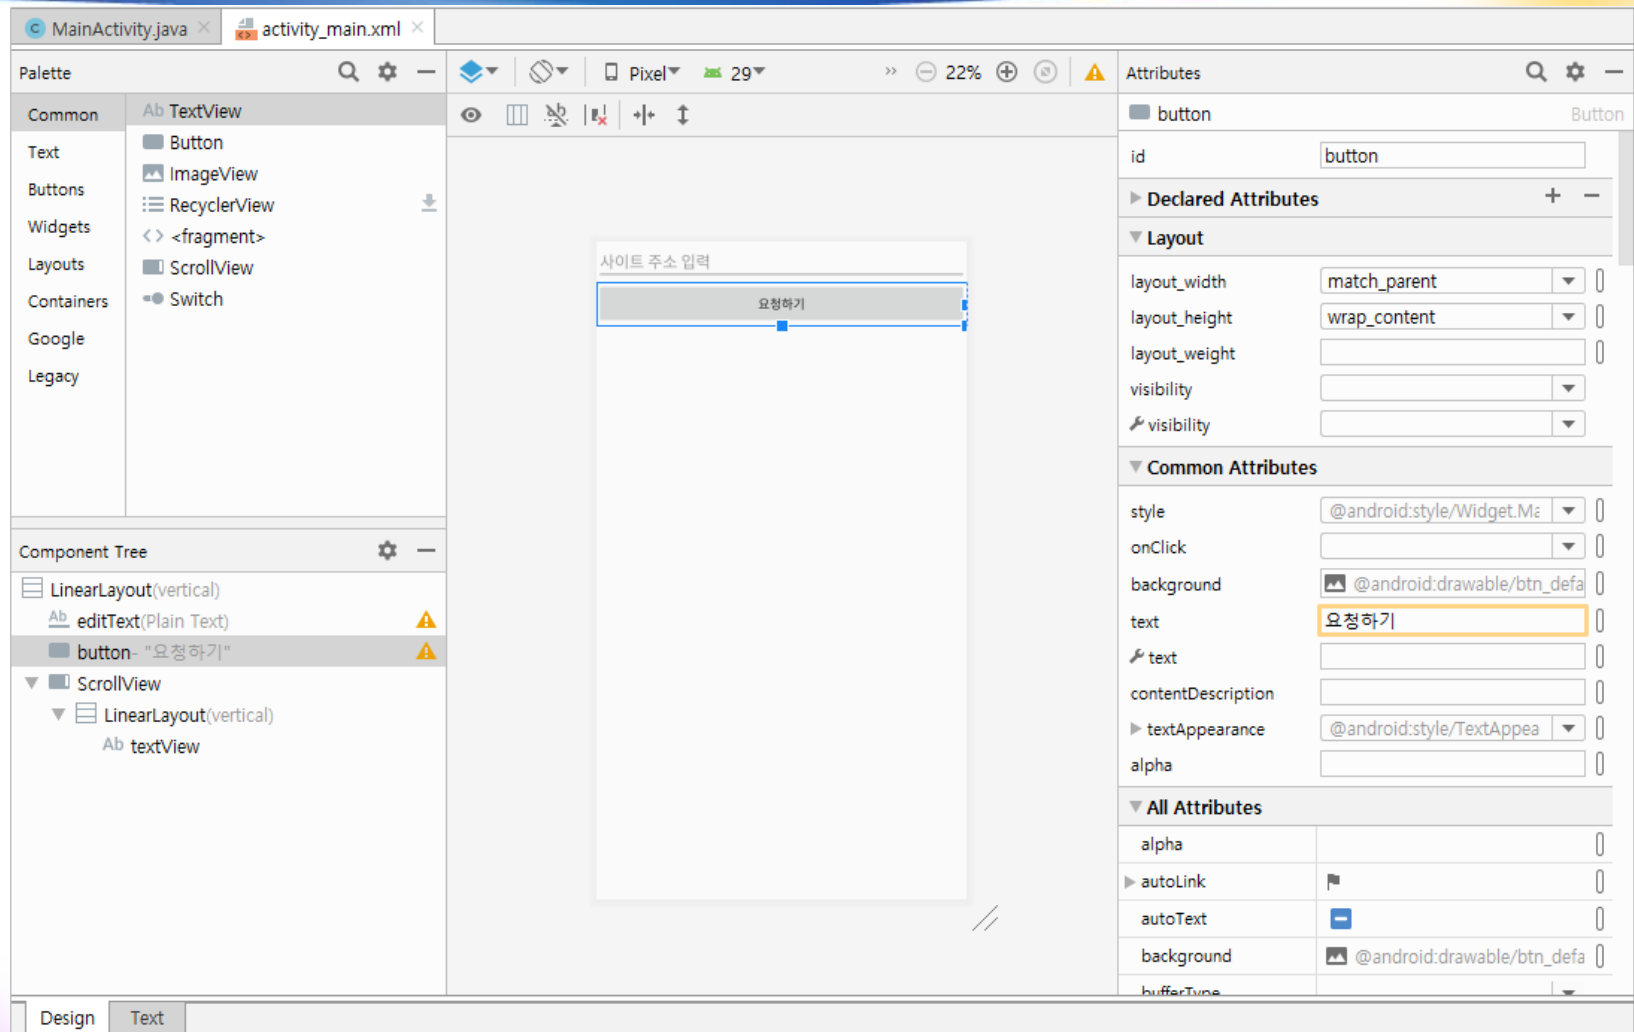 MainActivity.java
activity_main.xml
Palette
Common
Text
Buttons
Widgets
Layouts
Containers
Google
Legacy
Ab TextView
Button
ImageView
RecyclerView
<fragment>
ScrollView
Switch
Component Tree
LinearLayout(vertical)
Ab editText(Plain Text)
button- "요청하기"
ScrollView
LinearLayout(vertical)
Ab textView
Pixel
29
22%
사이트 주소 입력
요청하기
Attributes
button Button
id button
Declared Attributes
Layout
layout_width match_parent
layout_height wrap_content
layout_weight
visibility
visibility
Common Attributes
style @android:style/Widget.Ma
onClick
background @android:drawable/btn_defa
text 요청하기
text
contentDescription
textAppearance @android:style/TextAppea
alpha
All Attributes
alpha
autoLink
autoText
background @android:drawable/btn_defa
bufferType
Design Text